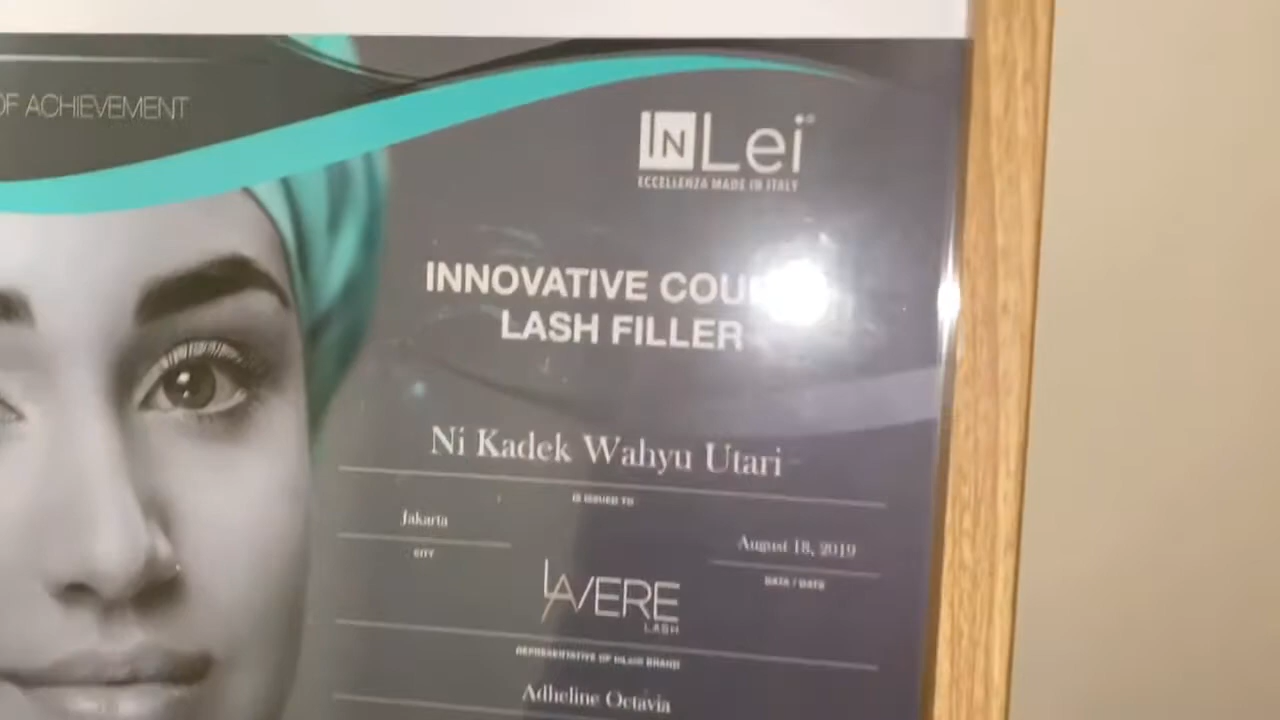 OF ACHIEVEMENT
INLei®
ECCELLENZA MADE IN ITALY
INNOVATIVE
LASH FILLER
Ni Kadek Wahyu Utari
IS ISSUED TO
Jakarta
August 18, 2019
CITY
DATA / DATE
LAVERE
LASH
REPRESENTATIVE OF INLEI® BRAND
Adheline Octavia